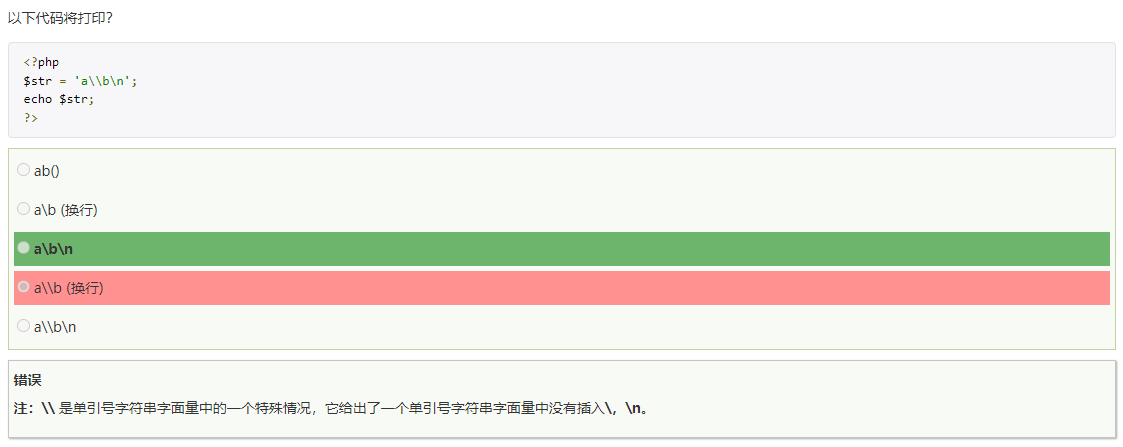 以下代码将打印?
<?php
$str = 'a\\b\n';
echo $str;
?>
ab()
a\b (换行)
a\b\n
a\\b (换行)
a\\b\n
错误
注：\\ 是单引号字符串字面量中的一个特殊情况，它给出了一个单引号字符串字面量中没有插入\，\n。